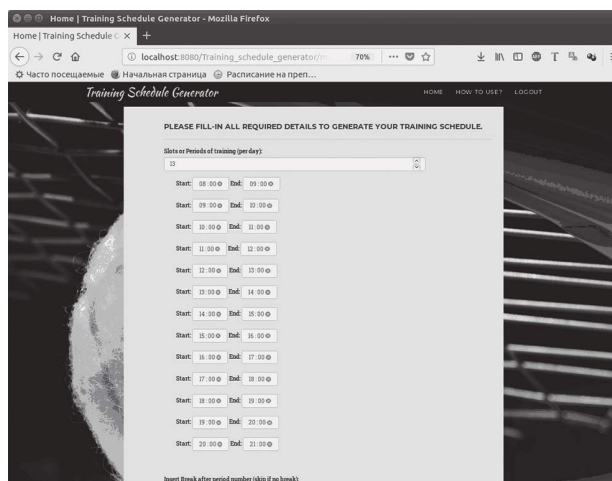 Home | Training Schedule Generator - Mozilla Firefox
Home | Training Schedule G
localhost:8080/Training_schedule_generator/m
70%
Часто посещаемые Начальная страница Расписание на преп…
Training Schedule Generator
HOME HOW TO USE? LOGOUT
PLEASE FILL-IN ALL REQUIRED DETAILS TO GENERATE YOUR TRAINING SCHEDULE.
Slots or Periods of training (per day):
13
Start: 08:00 End: 09:00
Start: 09:00 End: 10:00
Start: 10:00 End: 11:00
Start: 11:00 End: 12:00
Start: 12:00 End: 13:00
Start: 13:00 End: 14:00
Start: 14:00 End: 15:00
Start: 15:00 End: 16:00
Start: 16:00 End: 17:00
Start: 17:00 End: 18:00
Start: 18:00 End: 19:00
Start: 19:00 End: 20:00
Start: 20:00 End: 21:00
Insert Break after period number (skip if no break):